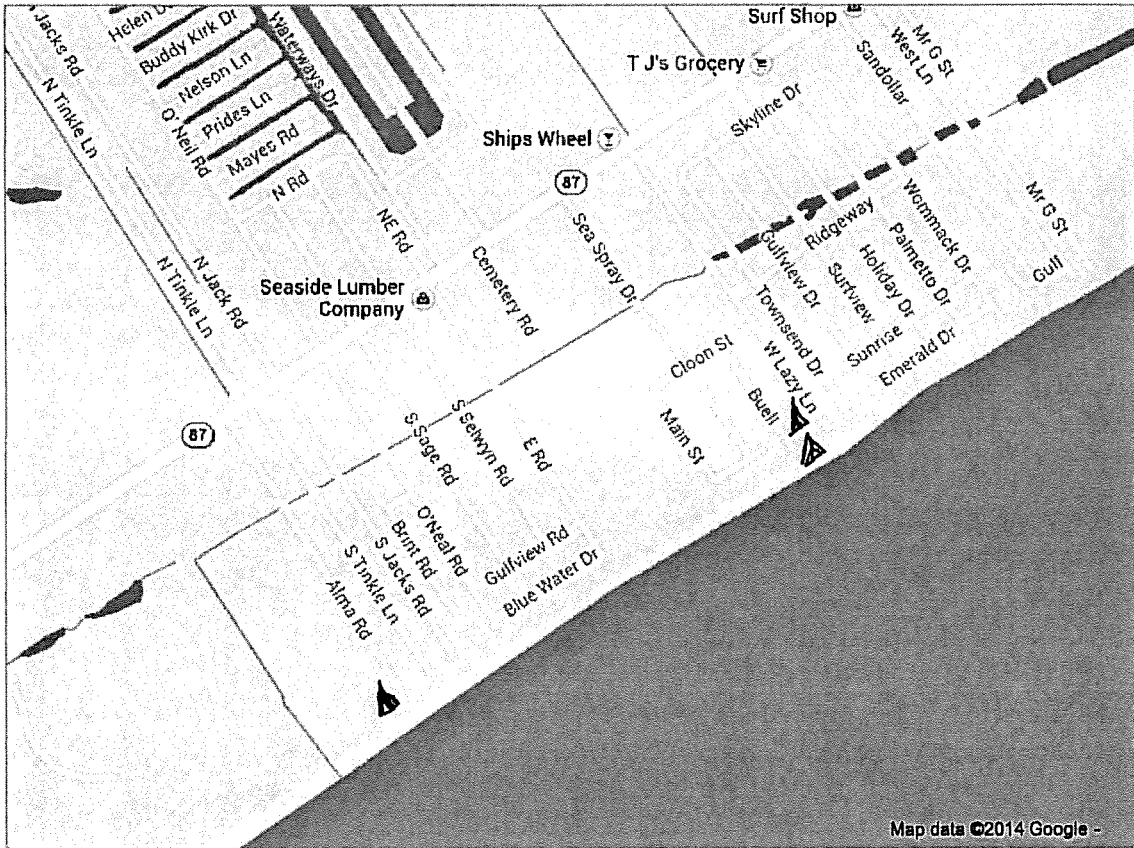 Surf Shop
Jacks Rd
Buddy Kirk Dr
Waterways Dr
Mr G St
West Ln
Sandollar
T J's Grocery
Nelson Ln
N Tinkle Ln
O' Neil Rd
Prides Ln
Skyline Dr
Mayes Rd
Ships Wheel
N Rd
87
NE Rd
Sea Spray Dr
Cemetery Rd
Gulfview Dr
Ridgeway
Wommack Dr
Palmetto Dr
Holiday Dr
Surfview
Mr G St
Gull
N Jack Rd
N Tinkle Ln
Seaside Lumber
Company
Townsend Dr
W Lazy Ln
Sunrise
Emerald Dr
Cloon St
Buell
Main St
87
S Sage Rd
S Selwyn Rd
E Rd
O'Neal Rd
Brint Rd
S Jacks Rd
S Tinkle Ln
Alma Rd
Gulfview Rd
Blue Water Dr
Map data ©2014 Google -